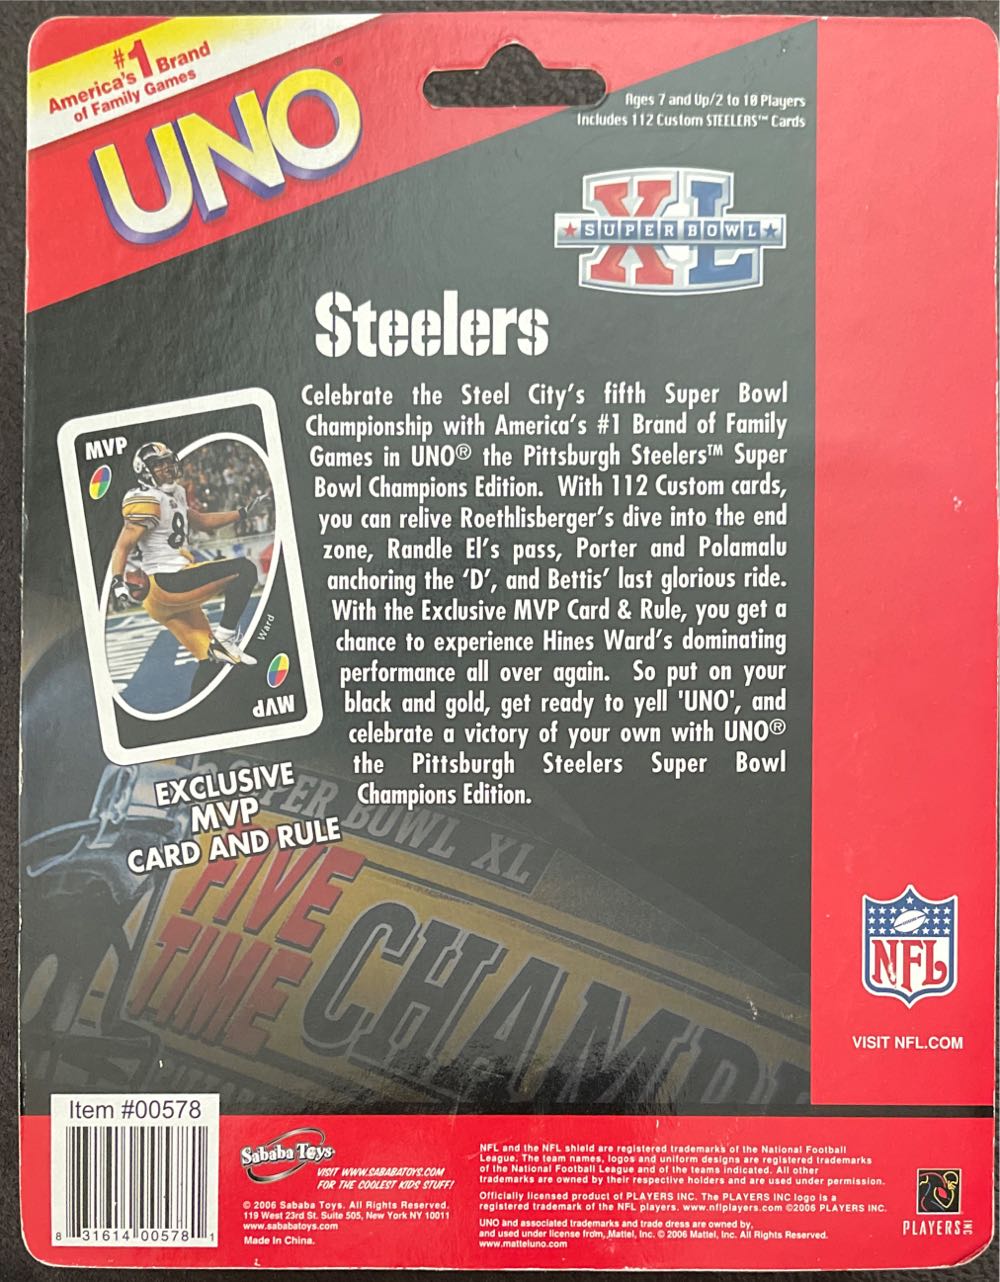 #1 Brand
America's
of Family Games
UNO
Ages 7 and Up/2 to 10 Players
Includes 112 Custom STEELERS™ Cards
XL
SUPER BOWL
Steelers
Celebrate the Steel City's fifth Super Bowl
Championship with America's #1 Brand of Family
Games in UNO® the Pittsburgh Steelers™ Super
Bowl Champions Edition. With 112 Custom cards,
you can relive Roethlisberger's dive into the end
zone, Randle El's pass, Porter and Polamalu
anchoring the 'D', and Bettis' last glorious ride.
With the Exclusive MVP Card & Rule, you get a
chance to experience Hines Ward's dominating
performance all over again. So put on your
black and gold, get ready to yell 'UNO', and
celebrate a victory of your own with UNO®
the Pittsburgh Steelers Super Bowl
Champions Edition.
MVP
8
Ward
MVP
EXCLUSIVE
MVP
CARD AND RULE
SUPER BOWL XL
FIVE
TIME
CHAMP
NFL
VISIT NFL.COM
Item #00578
8 31614 00578 1
Sababa Toys
VISIT WWW.SABABATOYS.COM
FOR THE COOLEST KIDS STUFF!
© 2006 Sababa Toys. All Rights Reserved.
119 West 23rd St. Suite 505, New York NY 10011
www.sababatoys.com
Made In China.
NFL and the NFL shield are registered trademarks of the National Football
League. The team names, logos and uniform designs are registered trademarks
of the National Football League and of the teams indicated. All other
trademarks are owned by their respective holders and are used under permission.
Officially licensed product of PLAYERS INC. The PLAYERS INC logo is a
registered trademark of the NFL players. www.nflplayers.com ©2006 PLAYERS INC.
UNO and associated trademarks and trade dress are owned by,
and used under license from, Mattel, Inc. © 2006 Mattel, Inc. All Rights Reserved.
www.matteluno.com
PLAYERS INC